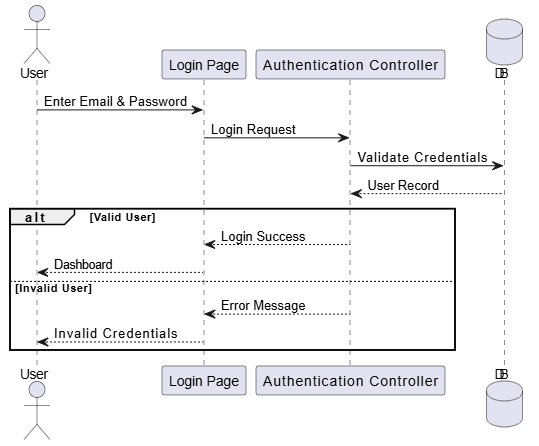 User
Login Page
Authentication Controller
DB
Enter Email & Password
Login Request
Validate Credentials
User Record
alt
[Valid User]
Login Success
Dashboard
[Invalid User]
Error Message
Invalid Credentials
User
Login Page
Authentication Controller
DB